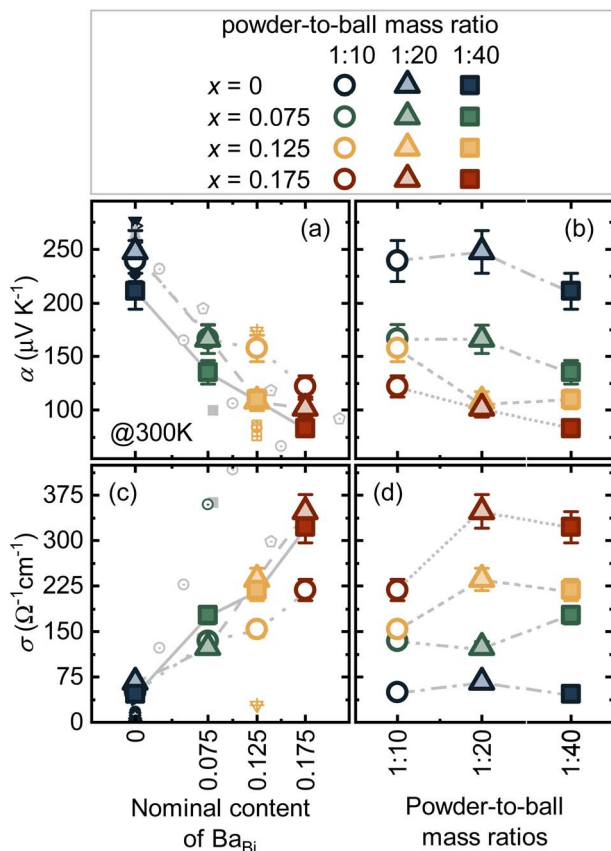 powder-to-ball mass ratio
1:10 1:20 1:40
x = 0
x = 0.075
x = 0.125
x = 0.175
(a) (b)
250
200
150
100
α (μV K⁻¹)
@300K
(c) (d)
375
300
225
150
75
0
σ (Ω⁻¹cm⁻¹)
0 0.075 0.125 0.175 1:10 1:20 1:40
Nominal content
of Ba_Bi
Powder-to-ball
mass ratios